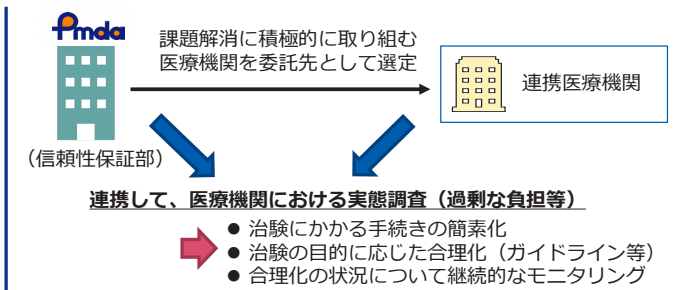 Pmda
課題解消に積極的に取り組む
医療機関を委託先として選定
連携医療機関
（信頼性保証部）
連携して、医療機関における実態調査（過剰な負担等）
● 治験にかかる手続きの簡素化
● 治験の目的に応じた合理化（ガイドライン等）
● 合理化の状況について継続的なモニタリング